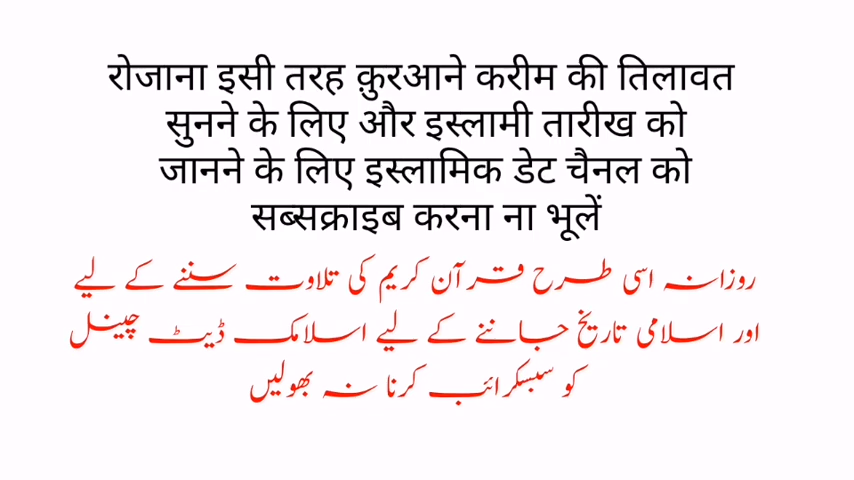 रोजाना इसी तरह क़ुरआने करीम की तिलावत
सुनने के लिए और इस्लामी तारीख को
जानने के लिए इस्लामिक डेट चैनल को
सब्सक्राइब करना ना भूलें
روزانہ اسی طرح قرآن کریم کی تلاوت سننے کے لیے
اور اسلامی تاریخ جاننے کے لیے اسلامک ڈیٹ چینل
کو سبسکرائب کرنا نہ بھولیں